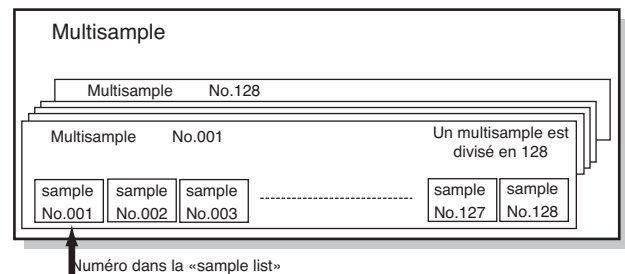 Multisample
Multisample No.128
Multisample No.001
Un multisample est
divisé en 128
sample sample sample sample sample
No.001 No.002 No.003 No.127 No.128
Numéro dans la «sample list»